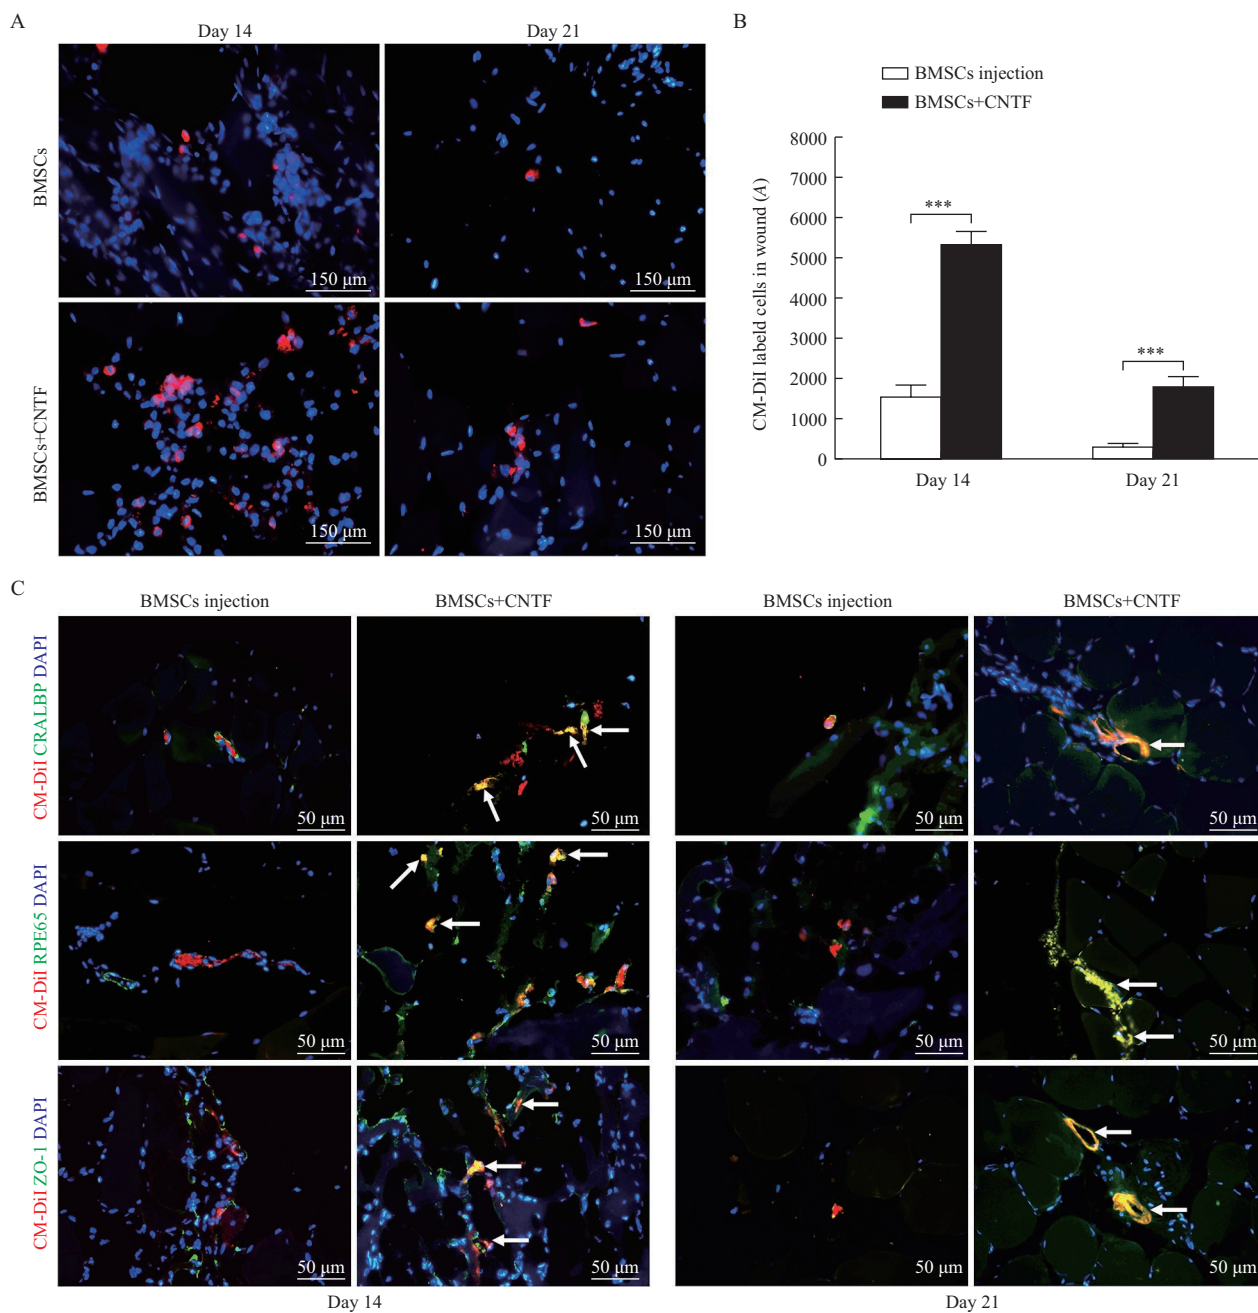 A
Day 14
Day 21
BMSCs
150 µm
150 µm
BMSCs+CNTF
150 µm
150 µm
B
BMSCs injection
BMSCs+CNTF
CM-DiI labeld cells in wound (A)
8000
7000
6000
5000
4000
3000
2000
1000
0
***
***
Day 14
Day 21
C
BMSCs injection
BMSCs+CNTF
BMSCs injection
BMSCs+CNTF
CM-DiI CRALBP DAPI
50 µm
50 µm
50 µm
50 µm
CM-DiI RPE65 DAPI
50 µm
50 µm
50 µm
50 µm
CM-DiI ZO-1 DAPI
50 µm
50 µm
50 µm
50 µm
Day 14
Day 21